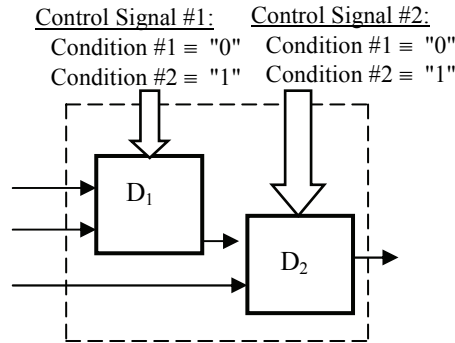 Control Signal #1:
Condition #1 ≡ "0"
Condition #2 ≡ "1"
Control Signal #2:
Condition #1 ≡ "0"
Condition #2 ≡ "1"
D₁
D₂